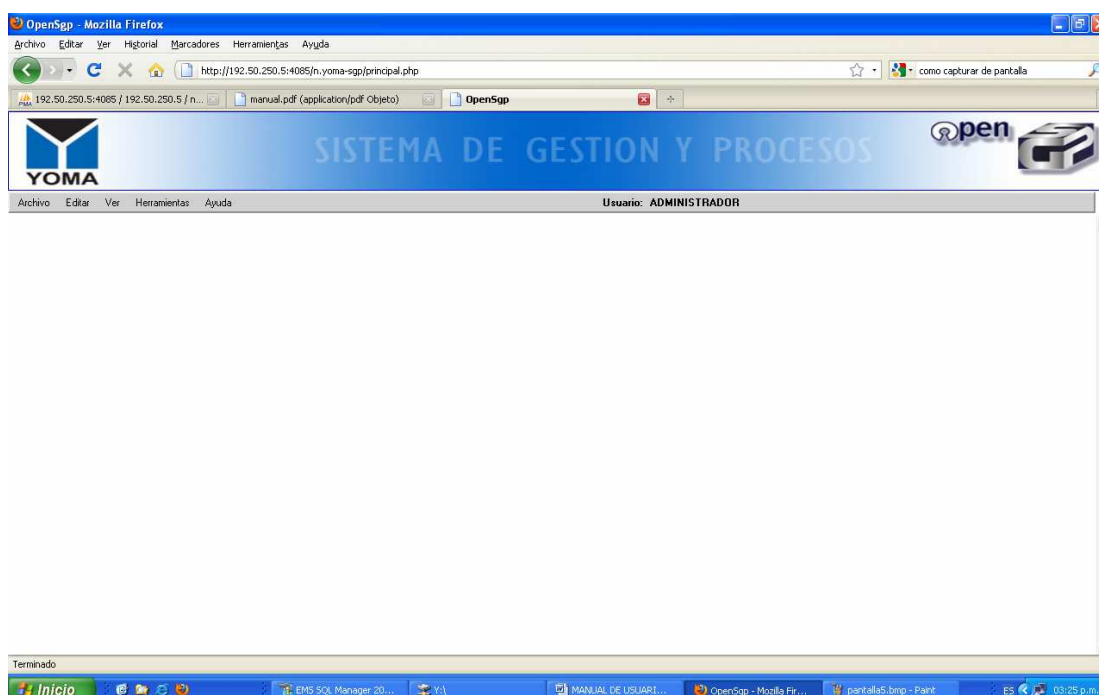 OpenSgp - Mozilla Firefox
Archivo Editar Ver Historial Marcadores Herramientas Ayuda
http://192.50.250.5:4085/n.yoma-sgp/principal.php
como capturar de pantalla
192.50.250.5:4085 / 192.50.250.5 / n...
manual.pdf (application/pdf Objeto)
OpenSgp
YOMA
SISTEMA DE GESTION Y PROCESOS
open
Archivo Editar Ver Herramientas Ayuda
Usuario: ADMINISTRADOR
Terminado
Inicio
EMS SQL Manager 20...
Y:\
MANUAL DE USUARI...
OpenSgp - Mozilla Fir...
pantalla5.bmp - Paint
ES
03:25 p.m.